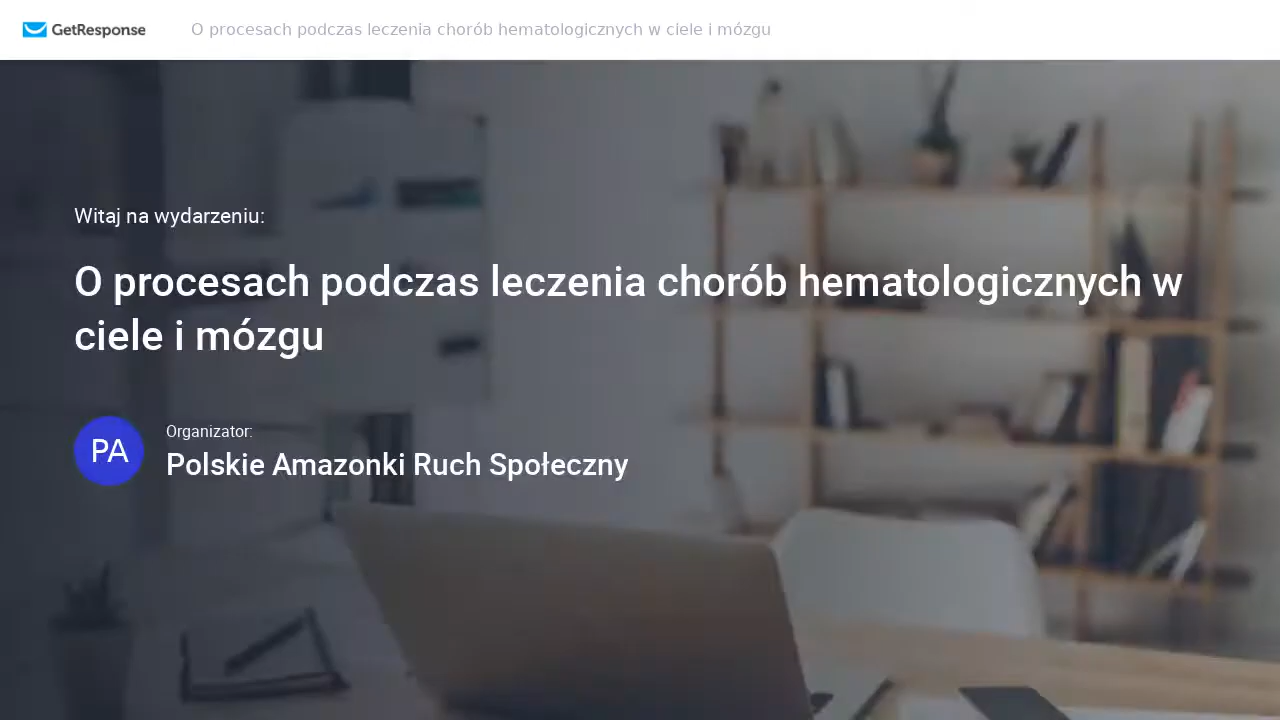 GetResponse
O procesach podczas leczenia chorób hematologicznych w ciele i mózgu
Witaj na wydarzeniu:
O procesach podczas leczenia chorób hematologicznych w
ciele i mózgu
PA
Organizator:
Polskie Amazonki Ruch Społeczny